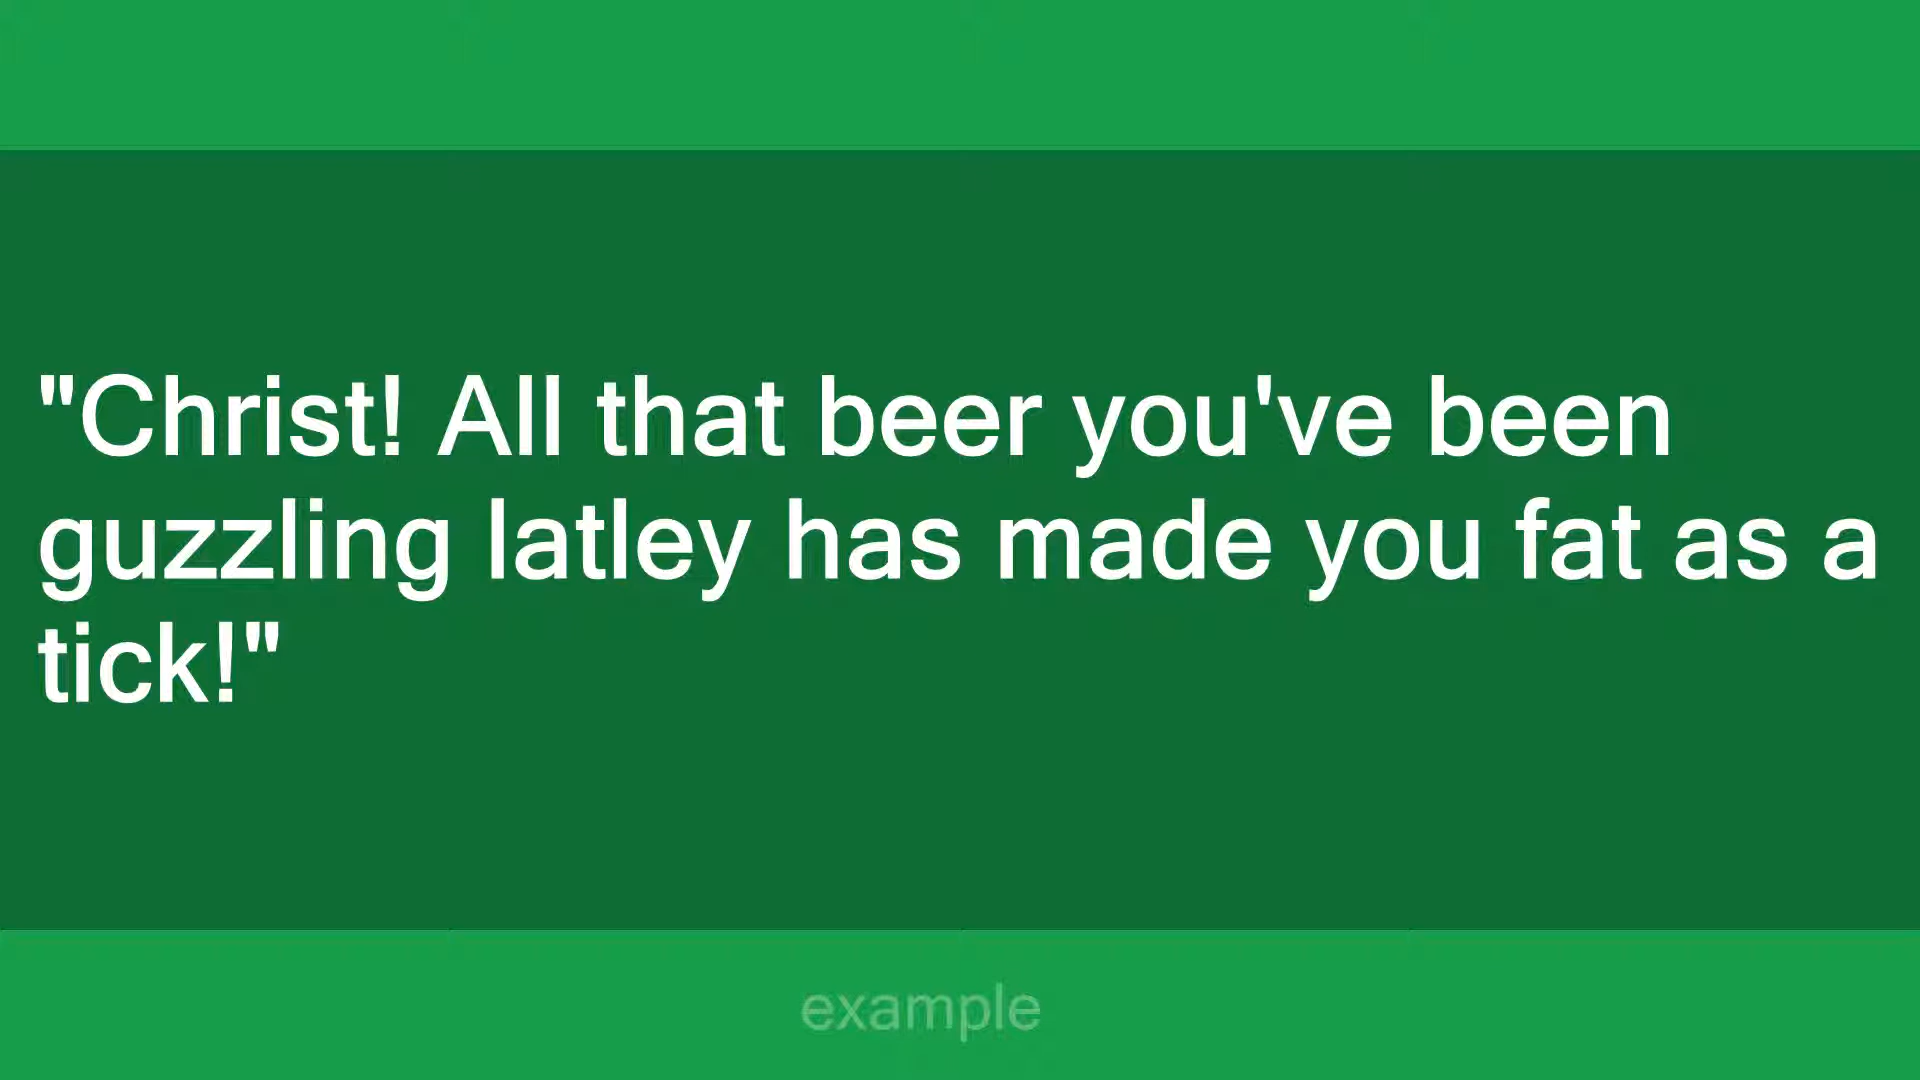 "Christ! All that beer you've been
guzzling latley has made you fat as a
tick!"
example